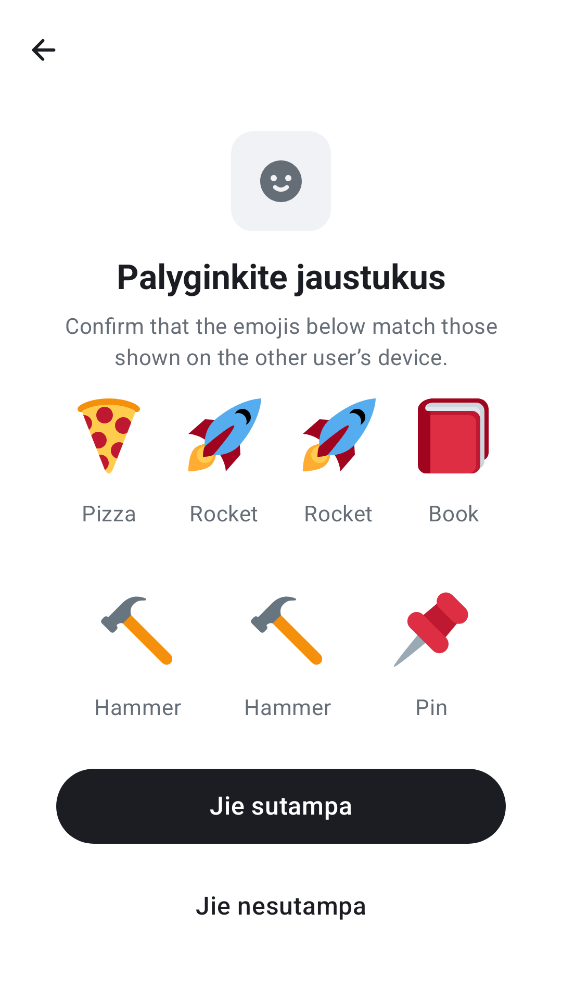 Palyginkite jaustukus
Confirm that the emojis below match those
shown on the other user’s device.
Pizza Rocket Rocket Book
Hammer Hammer Pin
Jie sutampa
Jie nesutampa